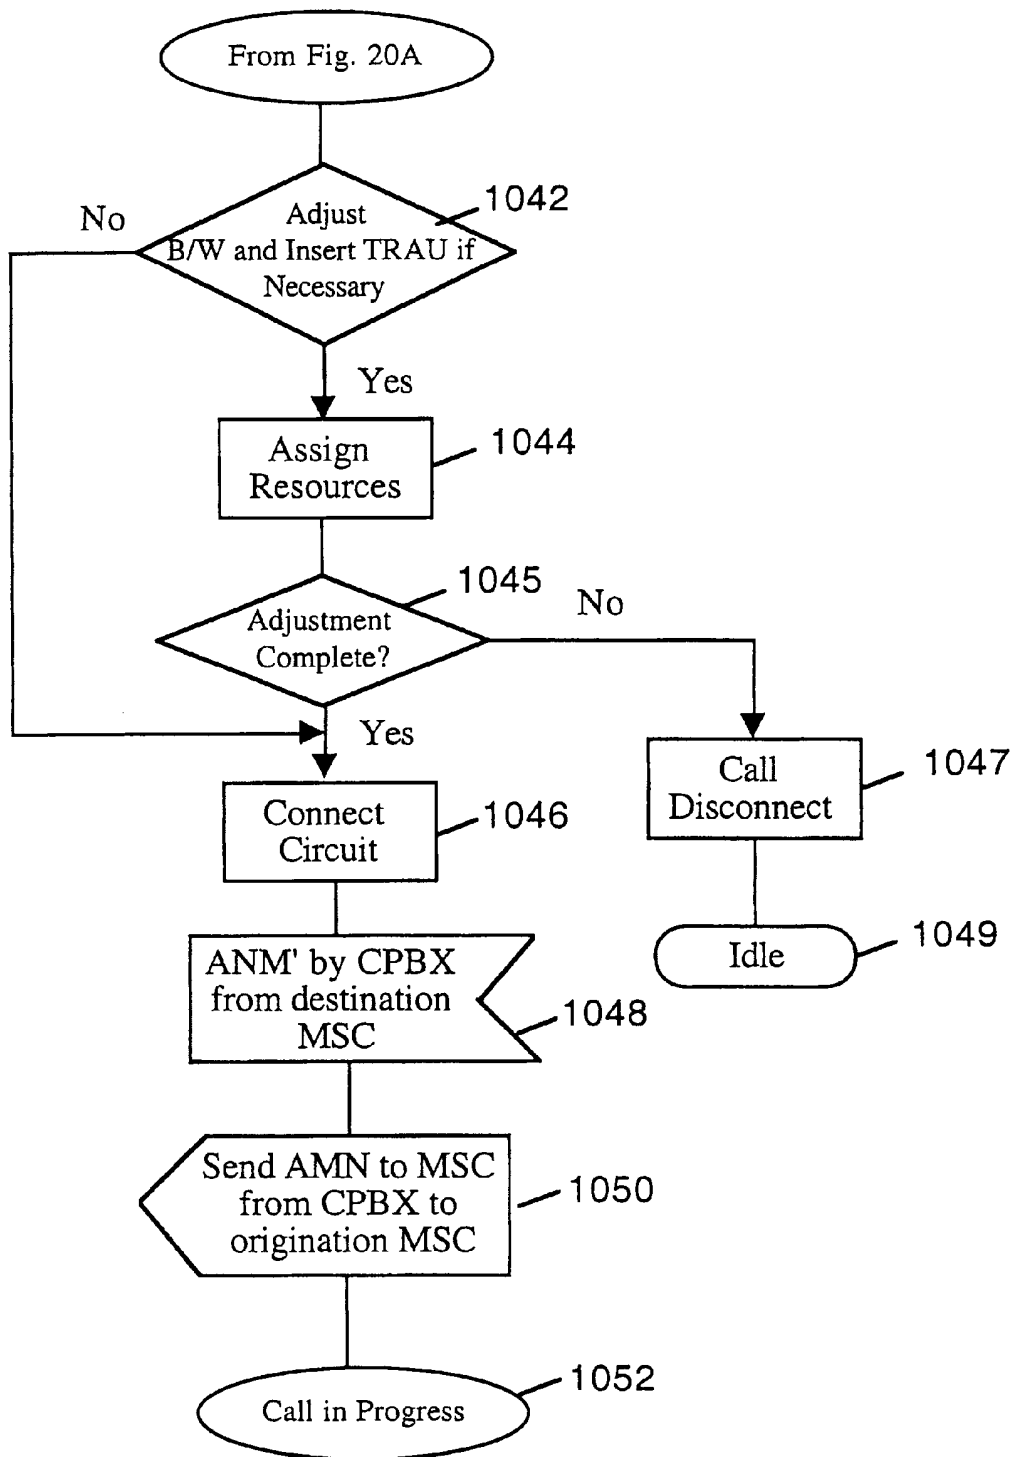 From Fig. 20A
1042
No
Adjust
B/W and Insert TRAU if
Necessary
Yes
Assign
Resources
1044
1045
No
Adjustment
Complete?
Yes
Connect
Circuit
1046
Call
Disconnect
1047
ANM' by CPBX
from destination
MSC
1048
Idle
1049
Send AMN to MSC
from CPBX to
origination MSC
1050
Call in Progress
1052